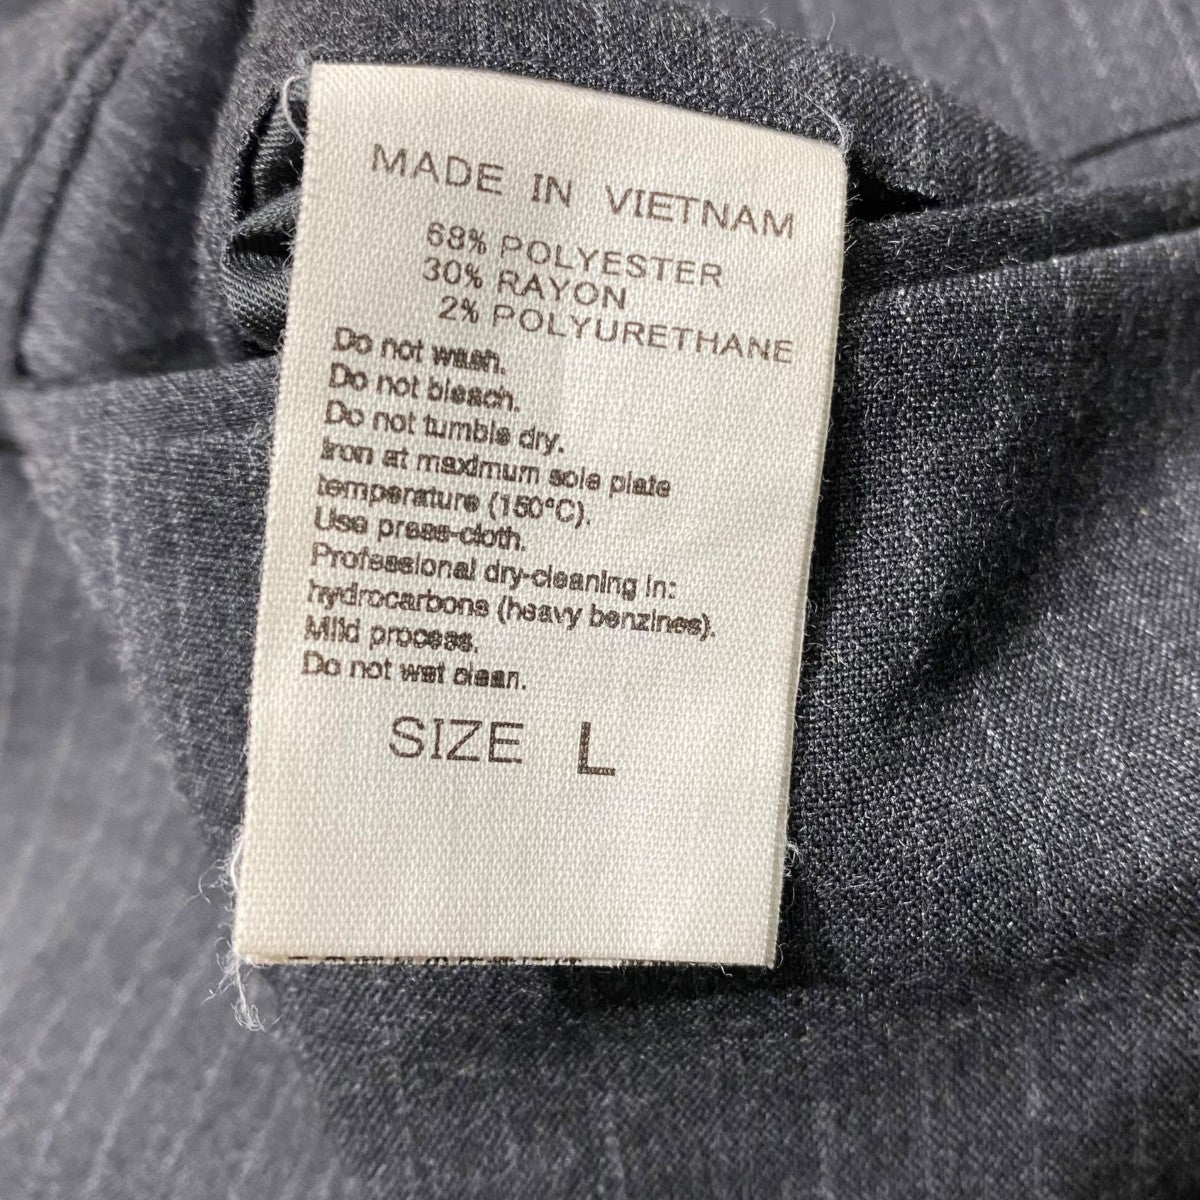 MADE IN VIETNAM
68% POLYESTER
30% RAYON
2% POLYURETHANE
Do not wash.
Do not bleach.
Do not tumble dry.
Iron at maximum sole plate
temperature (150°C).
Use press-cloth.
Professional dry-cleaning in:
hydrocarbons (heavy benzines).
Mild process.
Do not wet clean.
SIZE L